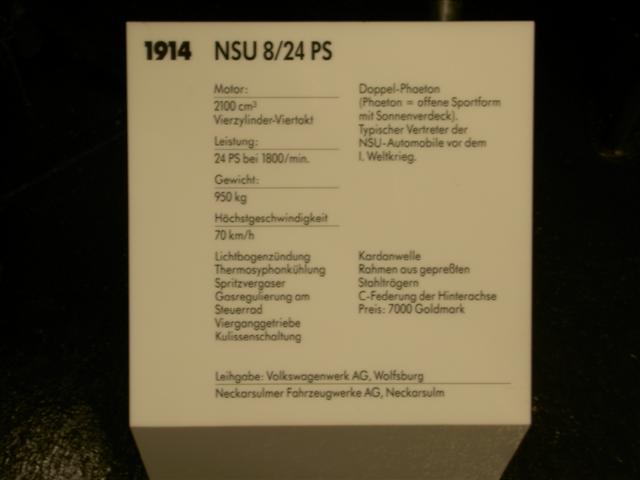 1914 NSU 8/24 PS
Motor:
2100 cm³
Vierzylinder-Viertakt
Leistung:
24 PS bei 1800/min.
Gewicht:
950 kg
Höchstgeschwindigkeit
70 km/h
Doppel-Phaeton
(Phaeton = offene Sportform
mit Sonnenverdeck).
Typischer Vertreter der
NSU-Automobile vor dem
I. Weltkrieg.
Lichtbogenzündung
Thermosyphonkühlung
Spritzvergaser
Gasregulierung am
Steuerrad
Vierganggetriebe
Kulissenschaltung
Kardanwelle
Rahmen aus gepreßten
Stahlträgern
C-Federung der Hinterachse
Preis: 7000 Goldmark
Leihgabe: Volkswagenwerk AG, Wolfsburg
Neckarsulmer Fahrzeugwerke AG, Neckarsulm